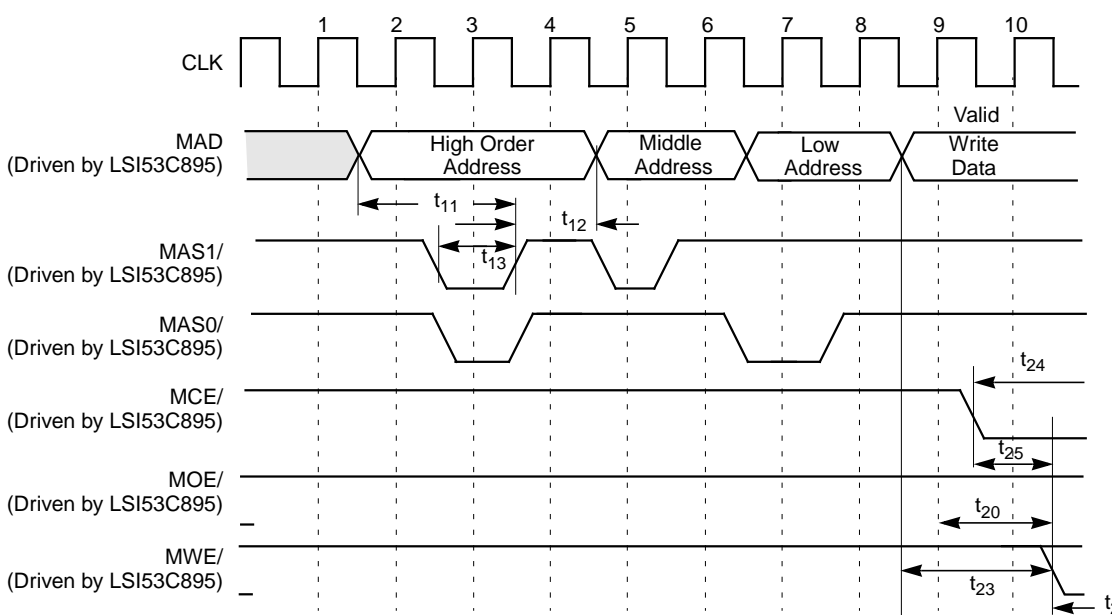 1 2 3 4 5 6 7 8 9 10
CLK
Valid
MAD
(Driven by LSI53C895)
High Order
Address
Middle
Address
Low
Address
Write
Data
t11
t12
t13
MAS1/
(Driven by LSI53C895)
MAS0/
(Driven by LSI53C895)
t24
MCE/
(Driven by LSI53C895)
t25
MOE/
(Driven by LSI53C895)
t20
MWE/
(Driven by LSI53C895)
t23